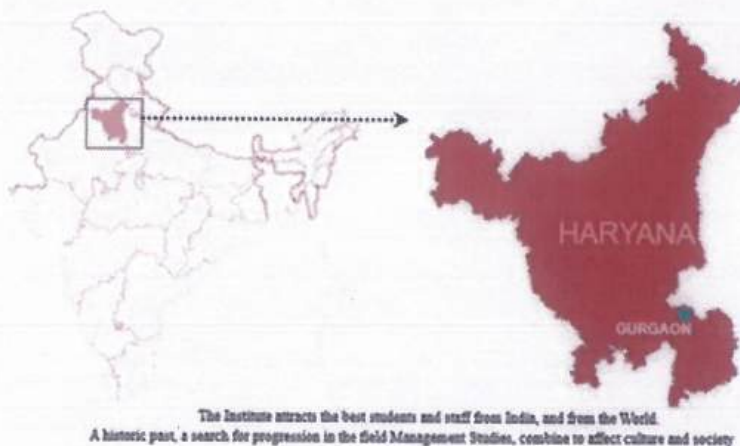 HARYANA
GURGAON
The Institute attracts the best students and staff from India, and from the World.
A historic past, a search for progression in the field Management Studies, combine to affect culture and society